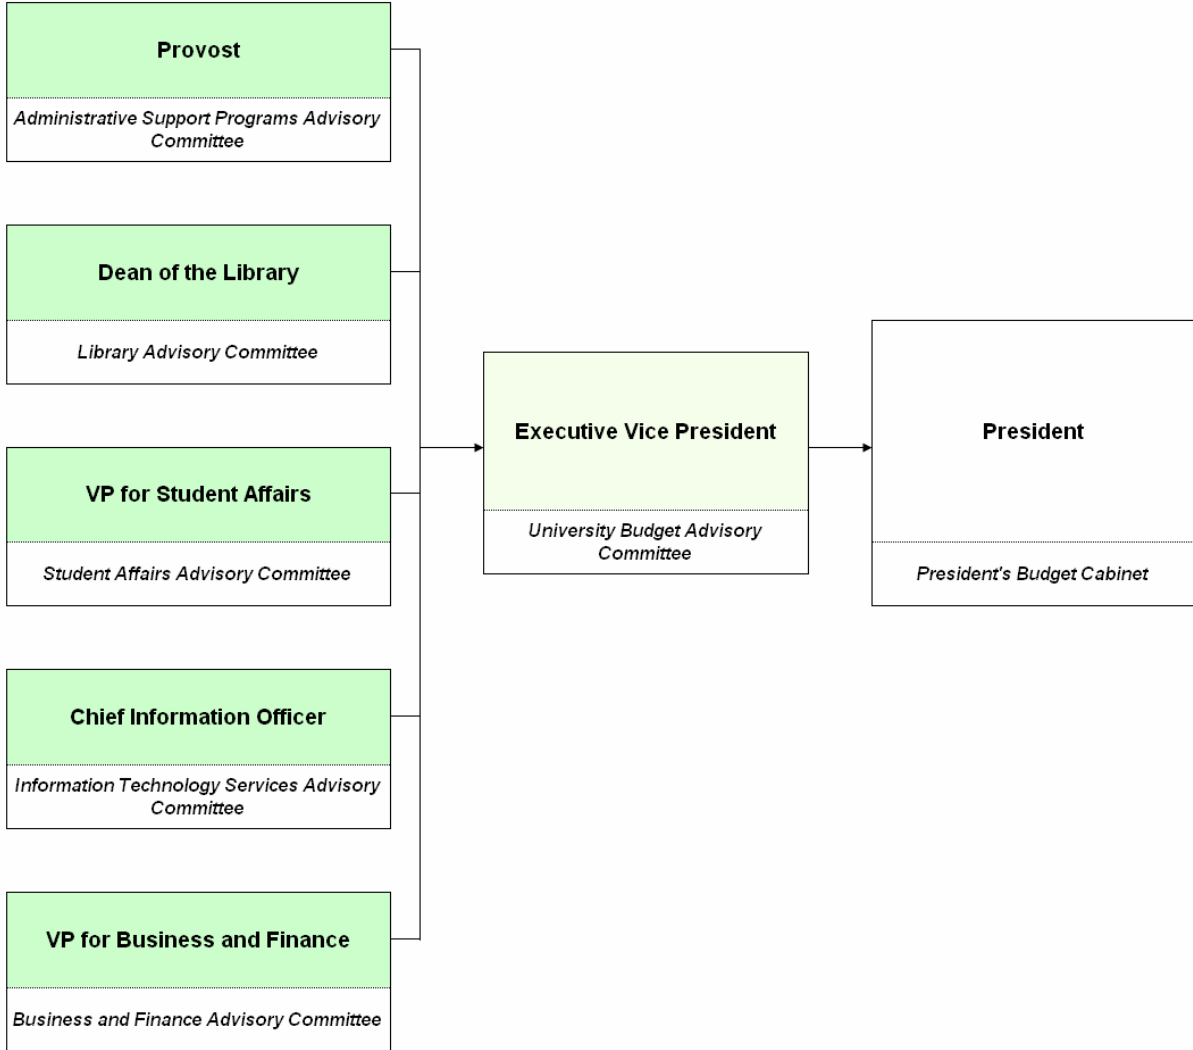 Provost
Administrative Support Programs Advisory
Committee
Dean of the Library
Library Advisory Committee
VP for Student Affairs
Student Affairs Advisory Committee
Chief Information Officer
Information Technology Services Advisory
Committee
VP for Business and Finance
Business and Finance Advisory Committee
Executive Vice President
University Budget Advisory
Committee
President
President's Budget Cabinet